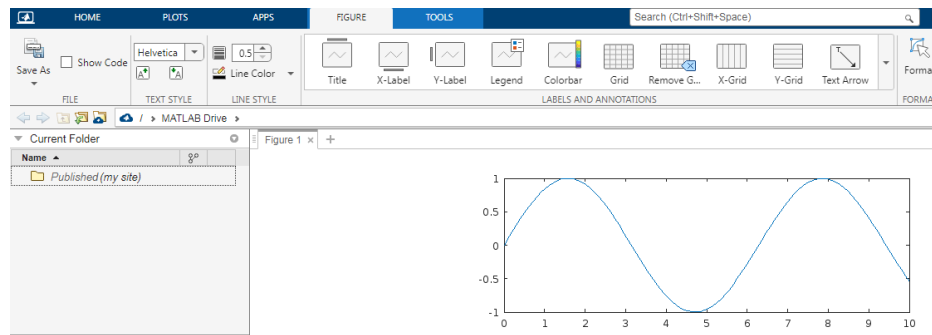 HOME PLOTS APPS FIGURE TOOLS Search (Ctrl+Shift+Space)
Save As Show Code
Helvetica
A A
0.5
Line Color
Title X-Label Y-Label Legend Colorbar Grid Remove G... X-Grid Y-Grid Text Arrow
T
Forma
FILE TEXT STYLE LINE STYLE LABELS AND ANNOTATIONS FORMA
/ > MATLAB Drive >
Current Folder
Figure 1 × +
Name
Published (my site)
1
0.5
0
-0.5
-1
0 1 2 3 4 5 6 7 8 9 10